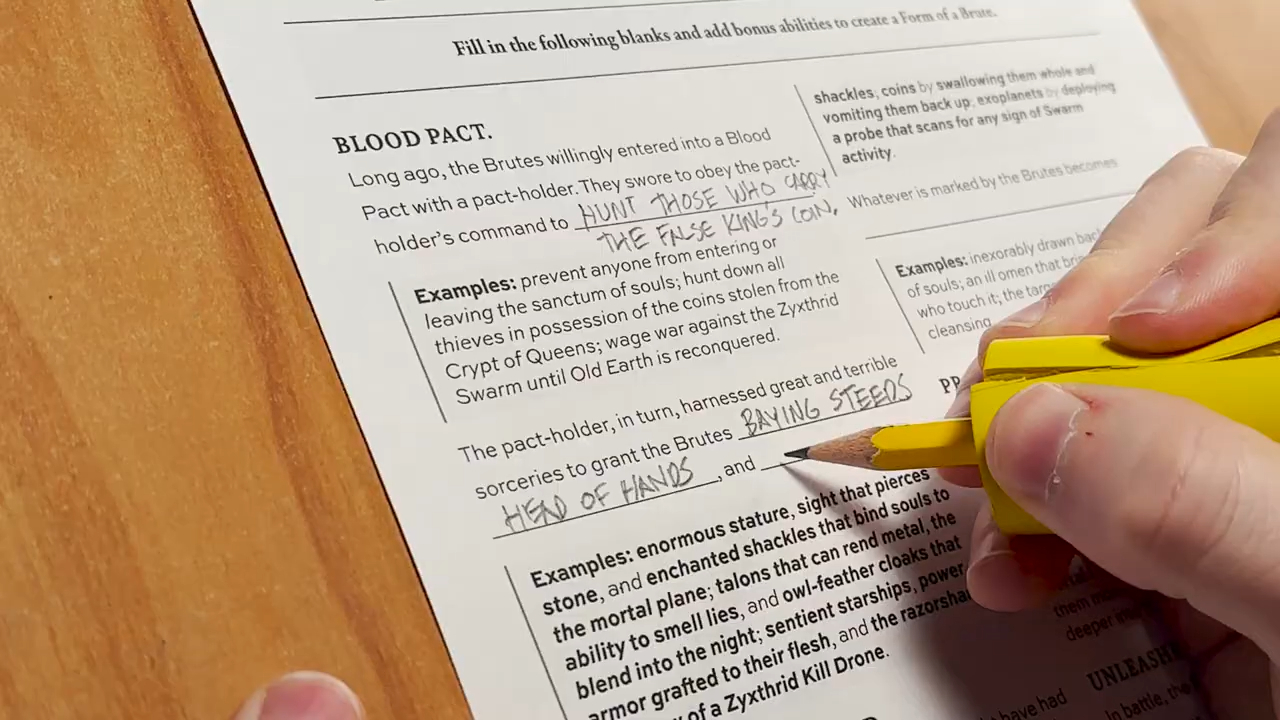 Fill in the following blanks and add bonus abilities to create a Form of a Brute.
BLOOD PACT.
Long ago, the Brutes willingly entered into a Blood
Pact with a pact-holder. They swore to obey the pact-
holder's command to HUNT THOSE WHO CARRY
THE FALSE KING'S COIN.
Examples: prevent anyone from entering or
leaving the sanctum of souls; hunt down all
thieves in possession of the coins stolen from the
Crypt of Queens; wage war against the Zyxthrid
Swarm until Old Earth is reconquered.
The pact-holder, in turn, harnessed great and terrible
sorceries to grant the Brutes BAYING STEEDS
HEAD OF HANDS, and
Examples: enormous stature, sight that pierces
stone, and enchanted shackles that bind souls to
the mortal plane; talons that can rend metal, the
ability to smell lies, and owl-feather cloaks that
blend into the night; sentient starships, power
armor grafted to their flesh, and the
of a Zyxthrid Kill Drone.
shackles, coins by swallowing them whole and
vomiting them back up, exoplanets by deploying
a probe that scans for any sign of Swarm
activity.
Whatever is marked by the Brutes becomes
Examples: inexorably drawn
of souls; an ill omen that
who touch it; the
cleansing.
UNLEASH
have had
In battle, the
deeper